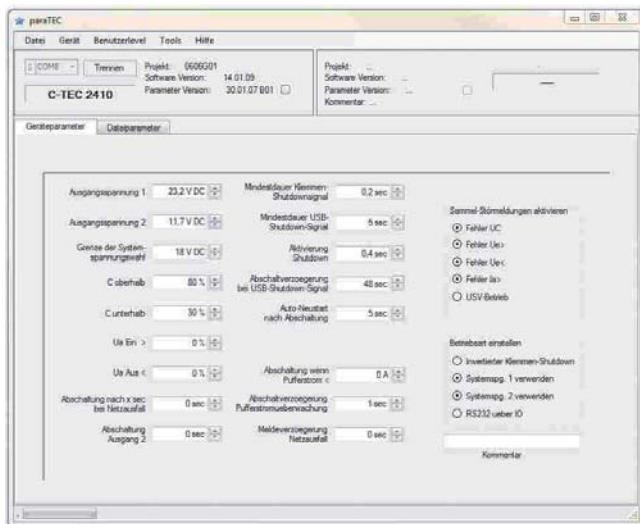 paraTEC
Datei Gerät Benutzerlevel Tools Hilfe
COM8 Trennen
C-TEC 2410
Projekt: 0606G01
Software Version: 14.01.09
Parameter Version: 30.01.07 B01
Projekt: ...
Software Version: ...
Parameter Version: ...
Kommentar: ...
Geräteparameter Dateiparameter
Ausgangsspannung 1 23,2 V DC
Ausgangsspannung 2 11,7 V DC
Grenze der System-
spannungswahl 18 V DC
C oberhalb 80 %
C unterhalb 30 %
Ua Ein > 0 %
Ua Aus < 0 %
Abschaltung nach x sec
bei Netzausfall 0 sec
Abschaltung
Ausgang 2 0 sec
Mindestdauer Klemmen-
Shutdownsignal 0,2 sec
Mindestdauer USB-
Shutdown-Signal 5 sec
Aktivierung
Shutdown 0,4 sec
Abschaltverzoegerung
bei USB-Shutdown-Signal 48 sec
Auto-Neustart
nach Abschaltung 5 sec
Abschaltung wenn
Pufferstrom < 0 A
Abschaltverzoegerung
Pufferstromueberwachung 1 sec
Meldeverzoegerung
Netzausfall 0 sec
Sammel-Störmeldungen aktivieren
Fehler UC
Fehler Ue>
Fehler Ue<
Fehler Ia>
USV-Betrieb
Betriebsart einstellen
Invertierter Klemmen-Shutdown
Systemspg. 1 verwenden
Systemspg. 2 verwenden
RS232 ueber IO
Kommentar